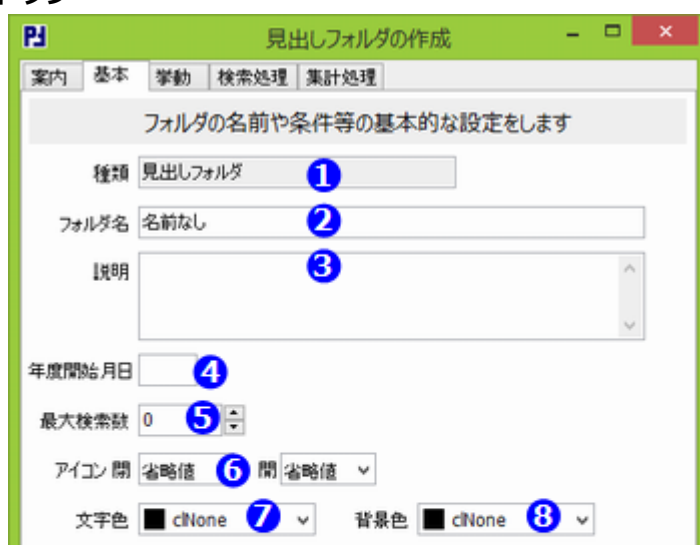 見出しフォルダの作成
案内 基本 挙動 検索処理 集計処理
フォルダの名前や条件等の基本的な設定をします
種類 見出しフォルダ 1
フォルダ名 名前なし 2
説明 3
年度開始月日 4
最大検索数 0 5
アイコン 閉 省略値 6 開 省略値
文字色 clNone 7 背景色 clNone 8